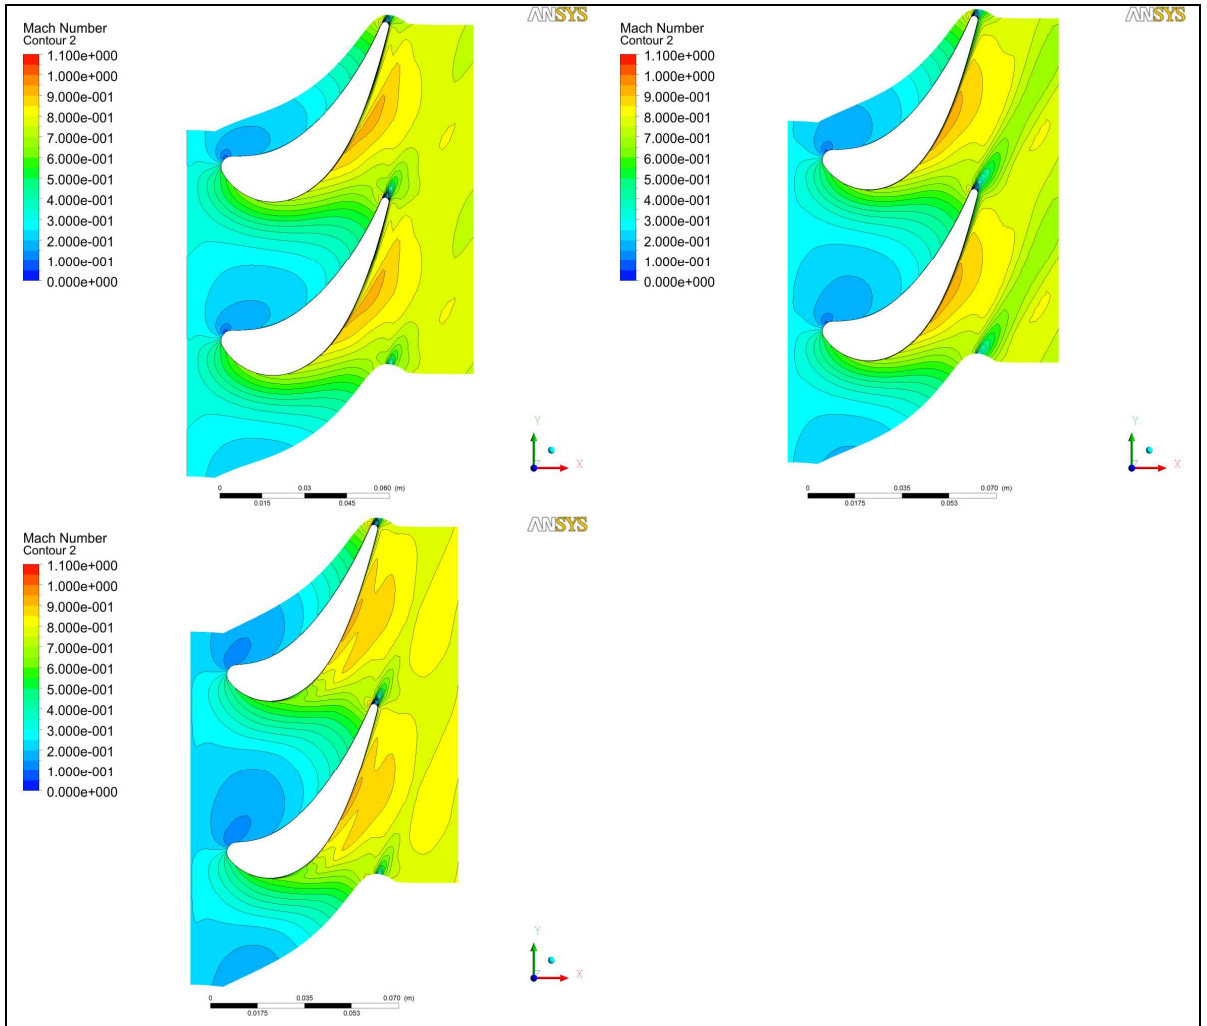 ANSYS
Mach Number
Contour 2
1.100e+000
1.000e+000
9.000e-001
8.000e-001
7.000e-001
6.000e-001
5.000e-001
4.000e-001
3.000e-001
2.000e-001
1.000e-001
0.000e+000
Y
X
0 0.03 0.060 (m)
0.015 0.045
ANSYS
Mach Number
Contour 2
1.100e+000
1.000e+000
9.000e-001
8.000e-001
7.000e-001
6.000e-001
5.000e-001
4.000e-001
3.000e-001
2.000e-001
1.000e-001
0.000e+000
Y
X
0 0.035 0.070 (m)
0.0175 0.053
ANSYS
Mach Number
Contour 2
1.100e+000
1.000e+000
9.000e-001
8.000e-001
7.000e-001
6.000e-001
5.000e-001
4.000e-001
3.000e-001
2.000e-001
1.000e-001
0.000e+000
Y
X
0 0.035 0.070 (m)
0.0175 0.053